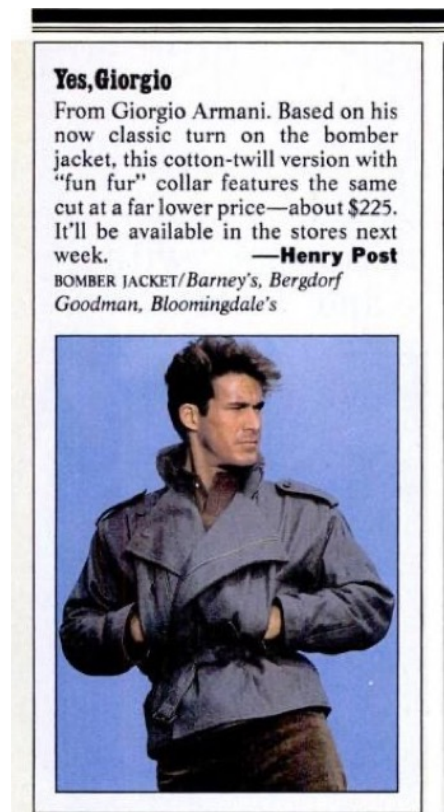 Yes,Giorgio
From Giorgio Armani. Based on his
now classic turn on the bomber
jacket, this cotton-twill version with
“fun fur” collar features the same
cut at a far lower price—about $225.
It'll be available in the stores next
week. —Henry Post
BOMBER JACKET/Barney's, Bergdorf
Goodman, Bloomingdale's